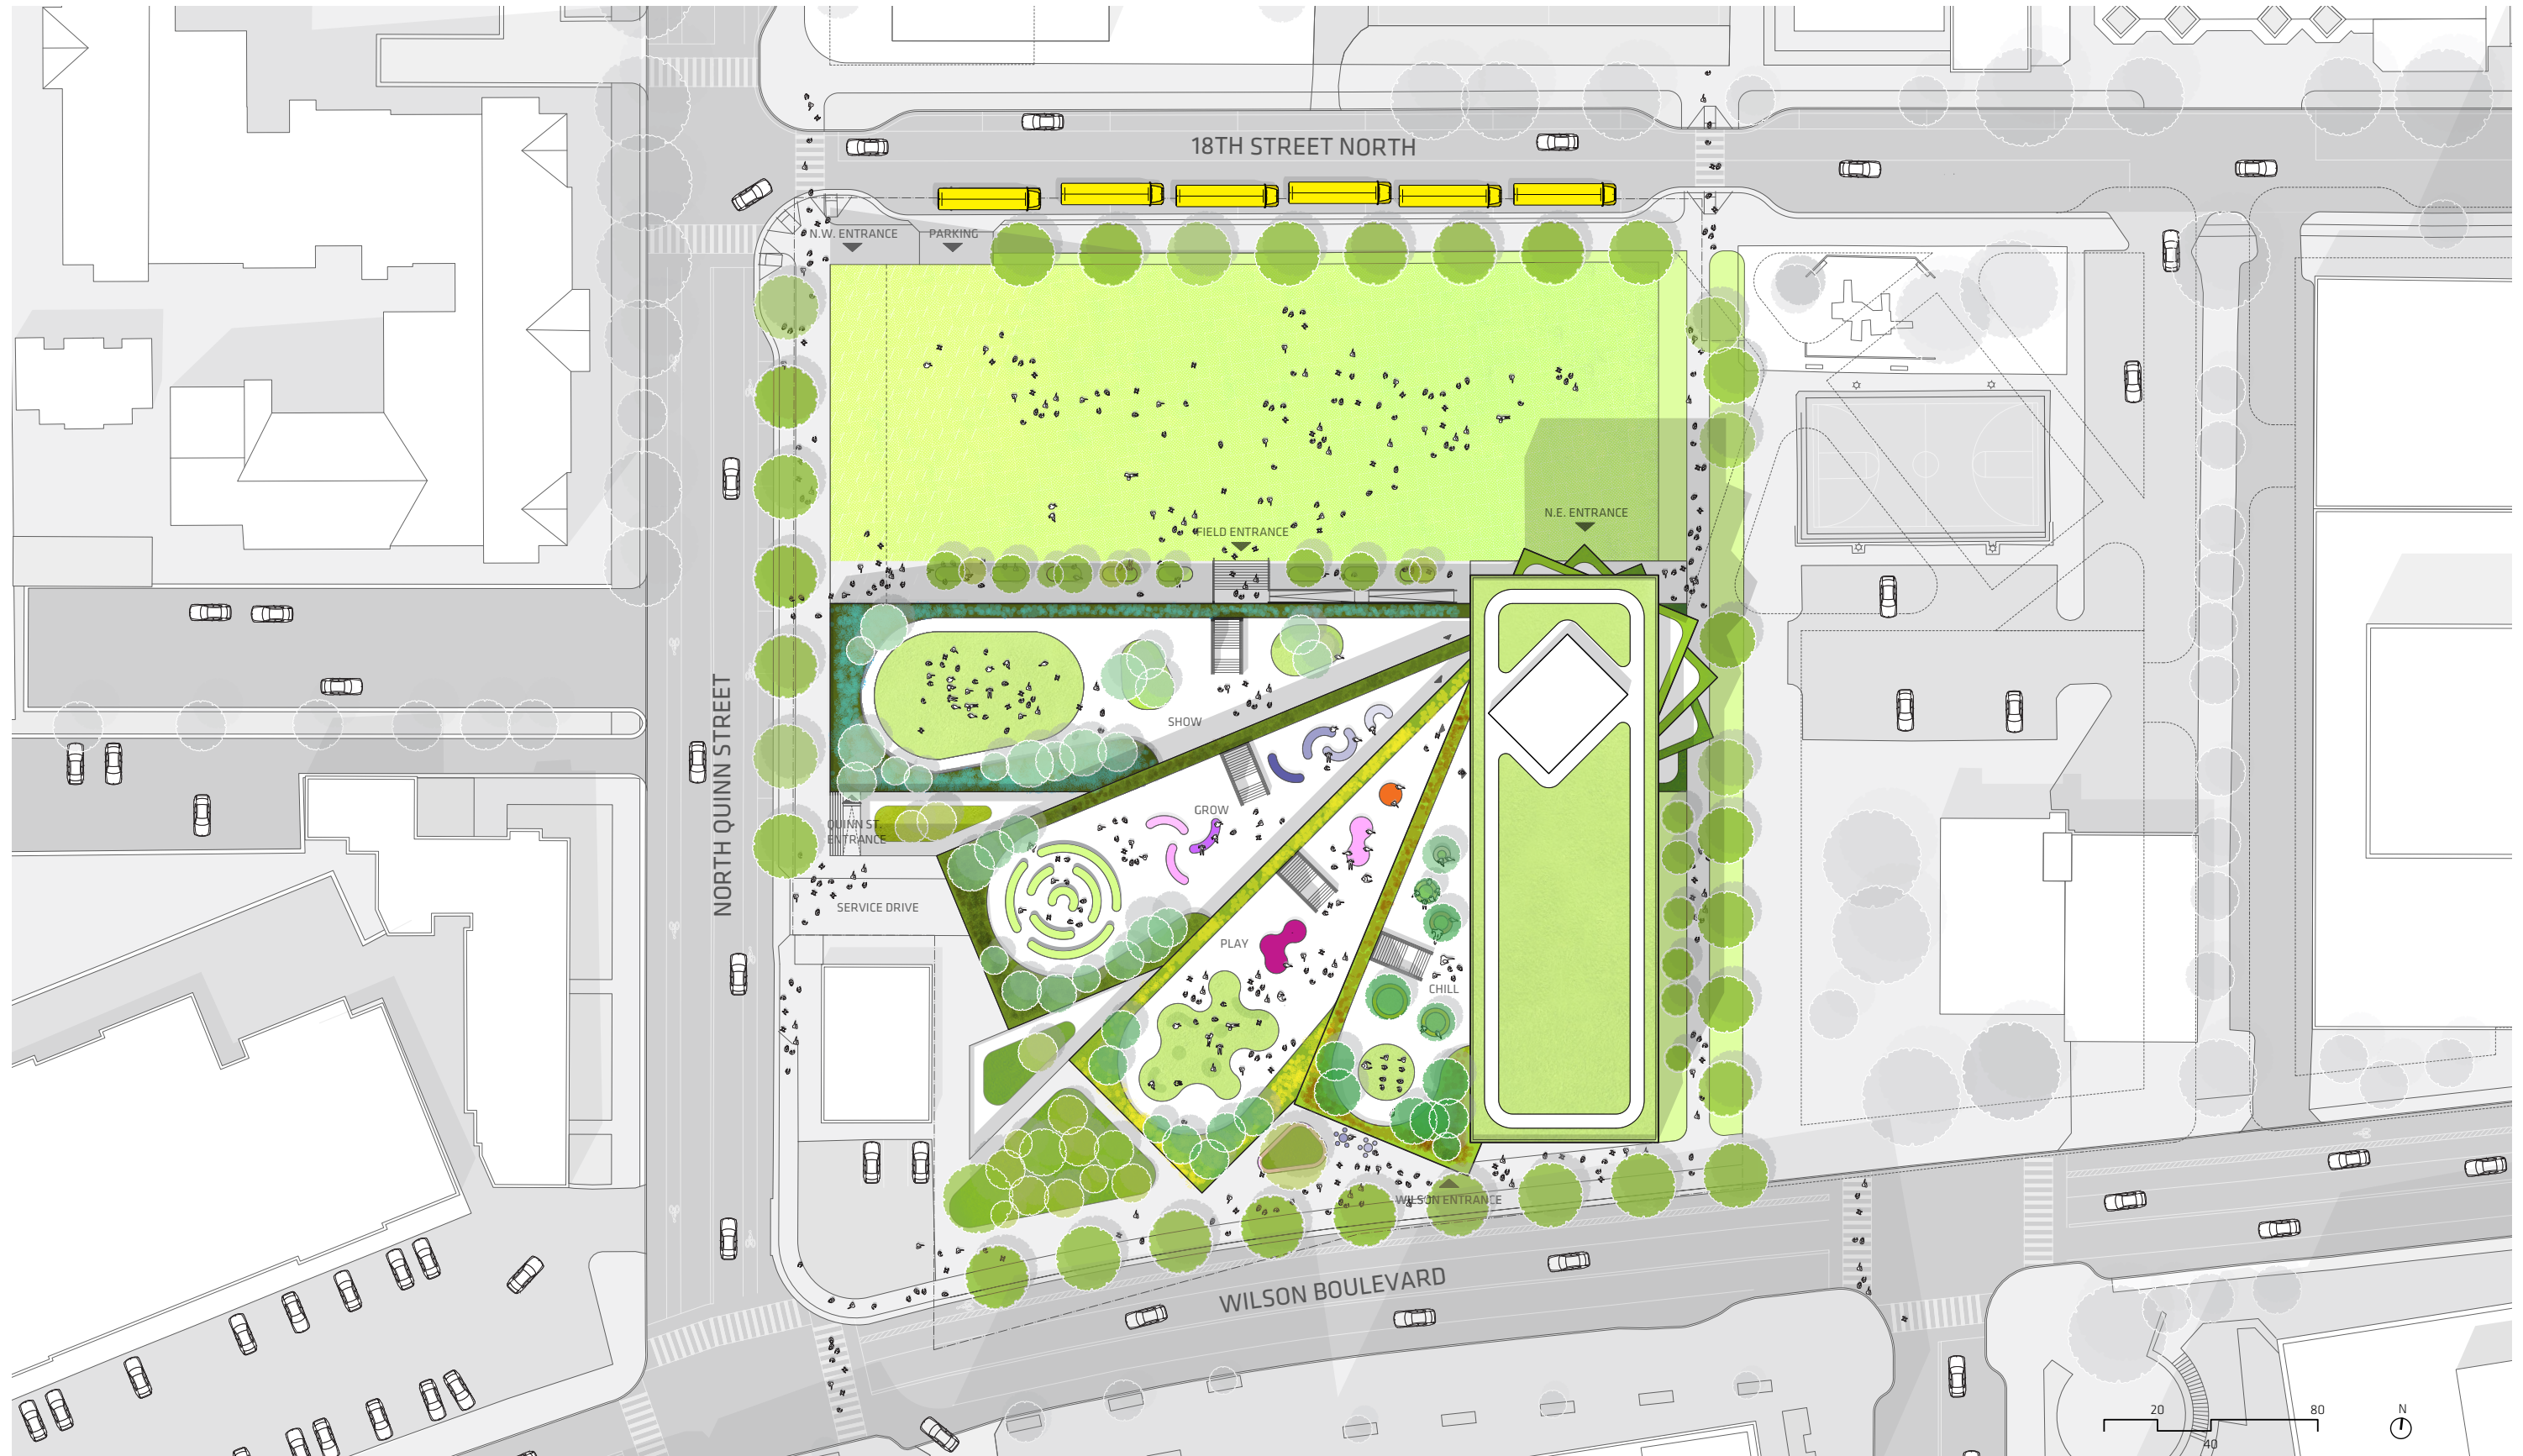 18TH STREET NORTH
N.W. ENTRANCE
PARKING
FIELD ENTRANCE
N.E. ENTRANCE
SHOW
GROW
QUINN ST.
ENTRANCE
NORTH QUINN STREET
SERVICE DRIVE
PLAY
CHILL
WILSON ENTRANCE
WILSON BOULEVARD
20
80
40
N